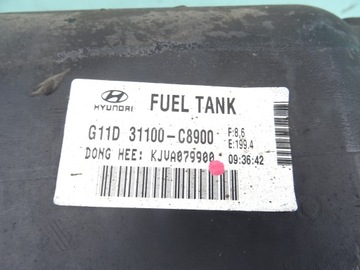 HYUNDAI
FUEL TANK
G11D 31100-C8900
F:8,6
E:199.4
DONG HEE: KJVA079900
09:36:42